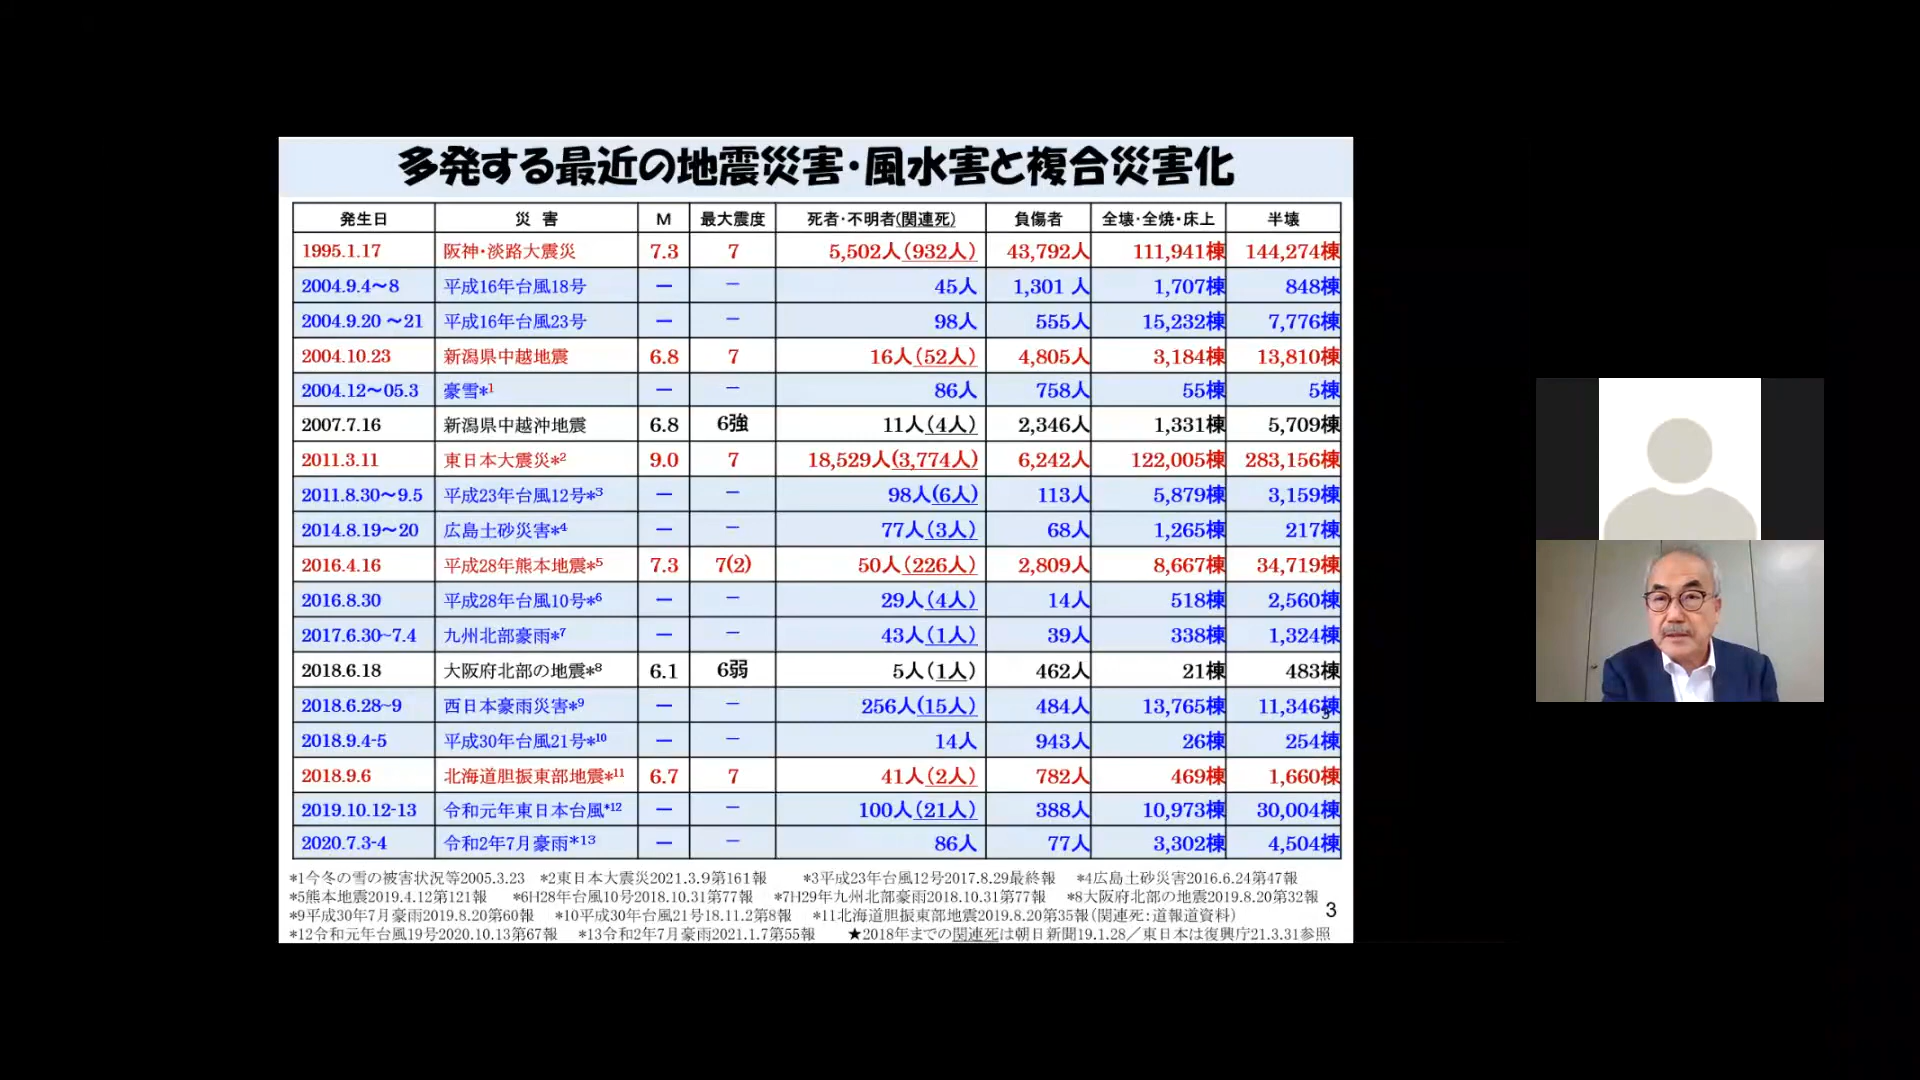 多発する最近の地震災害・風水害と複合災害化
発生日 災 害 M 最大震度 死者・不明者(関連死) 負傷者 全壊・全焼・床上 半壊
1995.1.17 阪神・淡路大震災 7.3 7 5,502人(932人) 43,792人 111,941棟 144,274棟
2004.9.4～8 平成16年台風18号 ― ― 45人 1,301 人 1,707棟 848棟
2004.9.20 ～21 平成16年台風23号 ― ― 98人 555人 15,232棟 7,776棟
2004.10.23 新潟県中越地震 6.8 7 16人(52人) 4,805人 3,184棟 13,810棟
2004.12～05.3 豪雪*1 ― ― 86人 758人 55棟 5棟
2007.7.16 新潟県中越沖地震 6.8 6強 11人(4人) 2,346人 1,331棟 5,709棟
2011.3.11 東日本大震災*2 9.0 7 18,529人(3,774人) 6,242人 122,005棟 283,156棟
2011.8.30～9.5 平成23年台風12号*3 ― ― 98人(6人) 113人 5,879棟 3,159棟
2014.8.19～20 広島土砂災害*4 ― ― 77人(3人) 68人 1,265棟 217棟
2016.4.16 平成28年熊本地震*5 7.3 7(2) 50人(226人) 2,809人 8,667棟 34,719棟
2016.8.30 平成28年台風10号*6 ― ― 29人(4人) 14人 518棟 2,560棟
2017.6.30~7.4 九州北部豪雨*7 ― ― 43人(1人) 39人 338棟 1,324棟
2018.6.18 大阪府北部の地震*8 6.1 6弱 5人(1人) 462人 21棟 483棟
2018.6.28~9 西日本豪雨災害*9 ― ― 256人(15人) 484人 13,765棟 11,346棟
3
2018.9.4-5 平成30年台風21号*10 ― ― 14人 943人 26棟 254棟
2018.9.6 北海道胆振東部地震*11 6.7 7 41人(2人) 782人 469棟 1,660棟
2019.10.12-13 令和元年東日本台風*12 ― ― 100人(21人) 388人 10,973棟 30,004棟
2020.7.3-4 令和2年7月豪雨*13 ― ― 86人 77人 3,302棟 4,504棟
*1今冬の雪の被害状況等2005.3.23 *2東日本大震災2021.3.9第161報 *3平成23年台風12号2017.8.29最終報 *4広島土砂災害2016.6.24第47報
*5熊本地震2019.4.12第121報 *6H28年台風10号2018.10.31第77報 *7H29年九州北部豪雨2018.10.31第77報 *8大阪府北部の地震2019.8.20第32報
*9平成30年7月豪雨2019.8.20第60報 *10平成30年台風21号18.11.2第8報 *11北海道胆振東部地震2019.8.20第35報(関連死:道報道資料)
3
*12令和元年台風19号2020.10.13第67報 *13令和2年7月豪雨2021.1.7第55報 ★2018年までの関連死は朝日新聞19.1.28／東日本は復興庁21.3.31参照